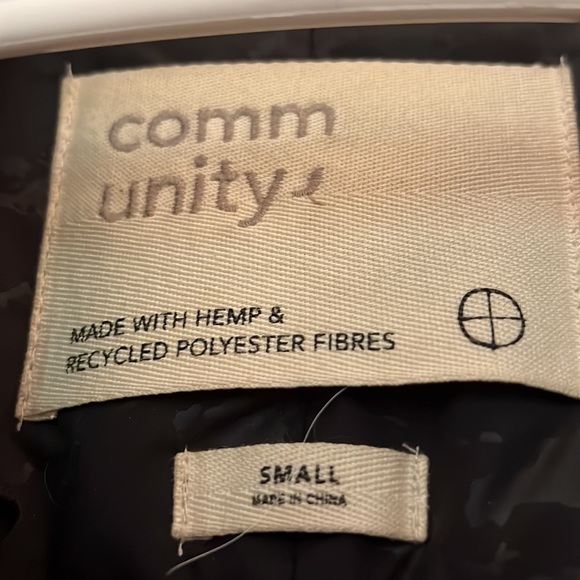 comm
unity
MADE WITH HEMP &
RECYCLED POLYESTER FIBRES
SMALL
MADE IN CHINA